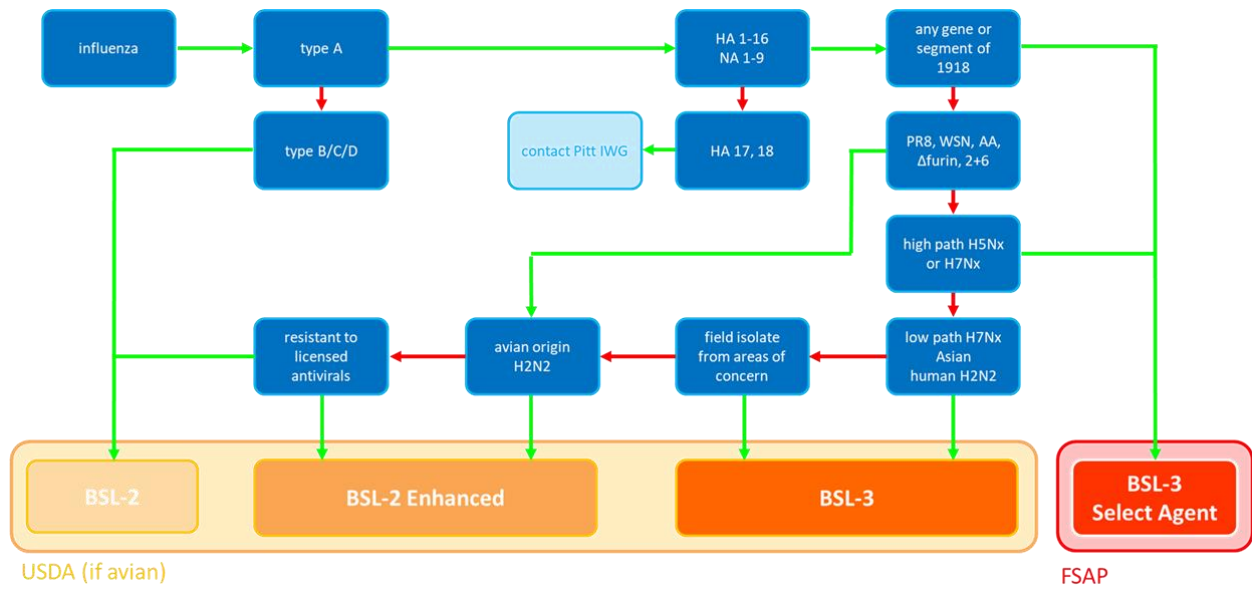 influenza
type A
HA 1-16
NA 1-9
any gene or
segment of
1918
type B/C/D
contact Pitt IWG
HA 17, 18
PR8, WSN, AA,
Δfurin, 2+6
high path H5Nx
or H7Nx
resistant to
licensed
antivirals
avian origin
H2N2
field isolate
from areas of
concern
low path H7Nx
Asian
human H2N2
BSL-2
BSL-2 Enhanced
BSL-3
BSL-3
Select Agent
USDA (if avian)
FSAP